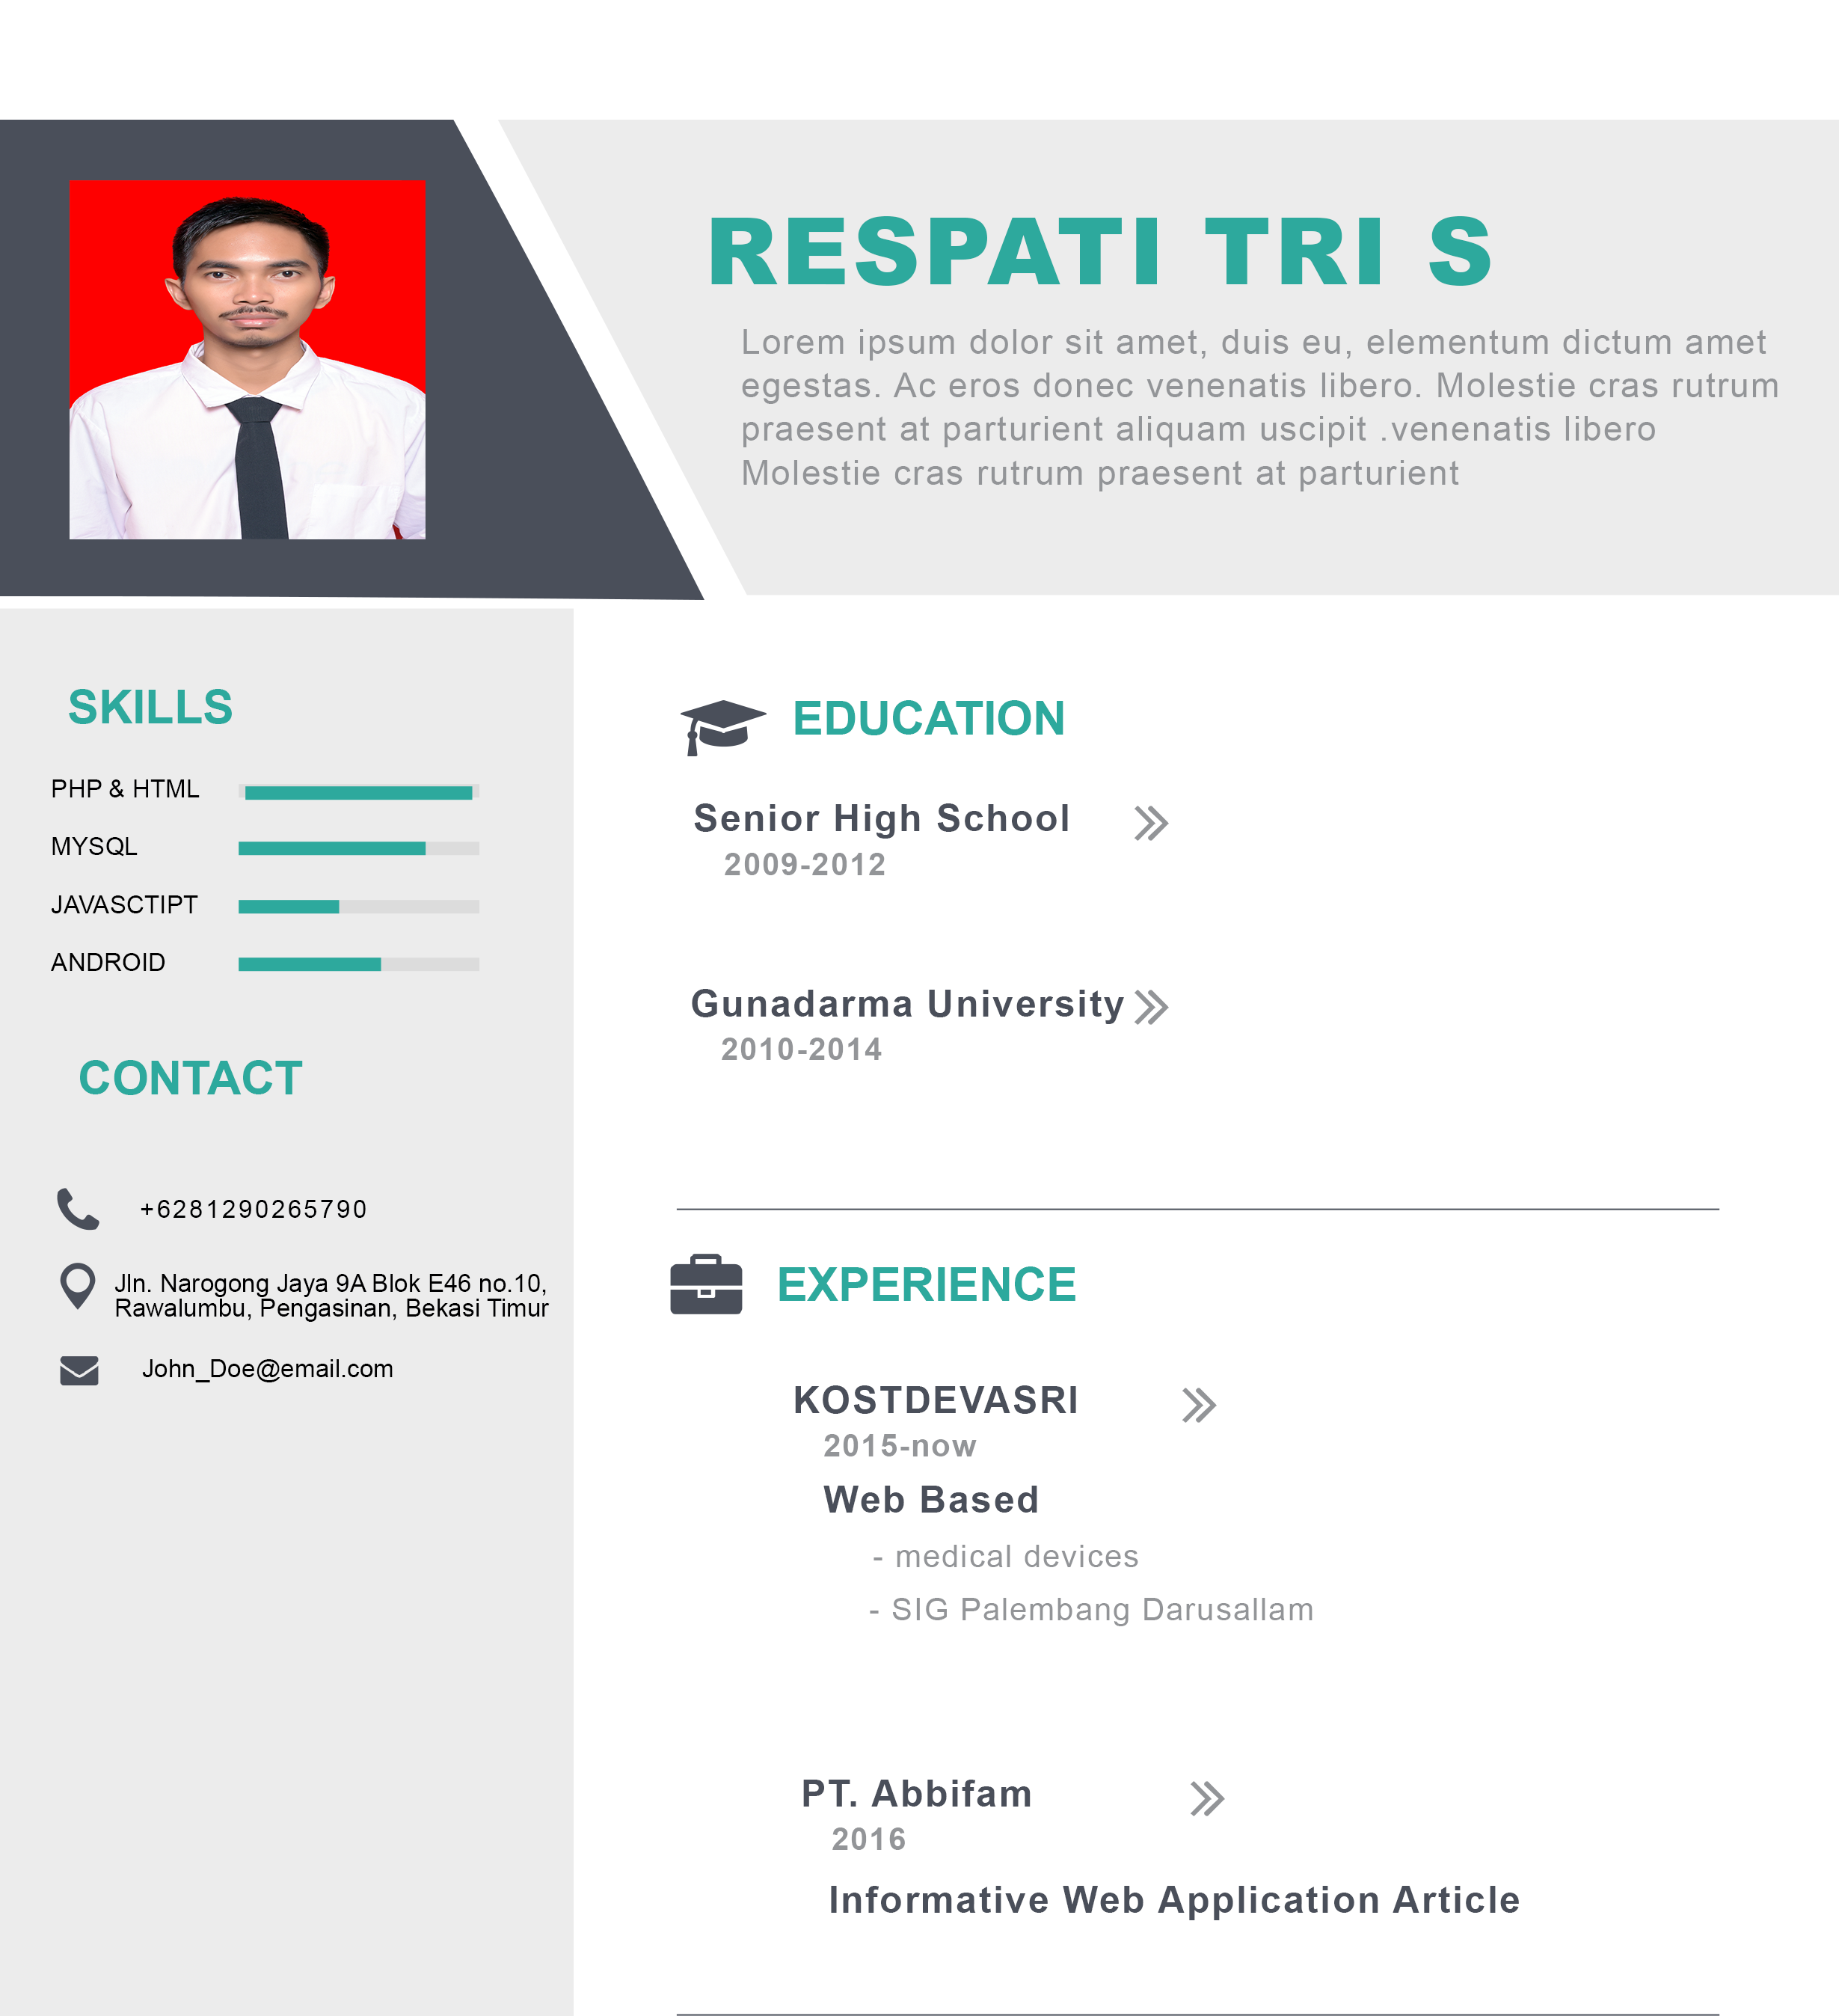 RESPATI TRI S
Lorem ipsum dolor sit amet, duis eu, elementum dictum amet
egestas. Ac eros donec venenatis libero. Molestie cras rutrum
praesent at parturient aliquam uscipit .venenatis libero
Molestie cras rutrum praesent at parturient
SKILLS
PHP & HTML
MYSQL
JAVASCTIPT
ANDROID
CONTACT
+6281290265790
Jln. Narogong Jaya 9A Blok E46 no.10,
Rawalumbu, Pengasinan, Bekasi Timur
John_Doe@email.com
EDUCATION
Senior High School
2009-2012
Gunadarma University
2010-2014
EXPERIENCE
KOSTDEVASRI
2015-now
Web Based
- medical devices
- SIG Palembang Darusallam
PT. Abbifam
2016
Informative Web Application Article